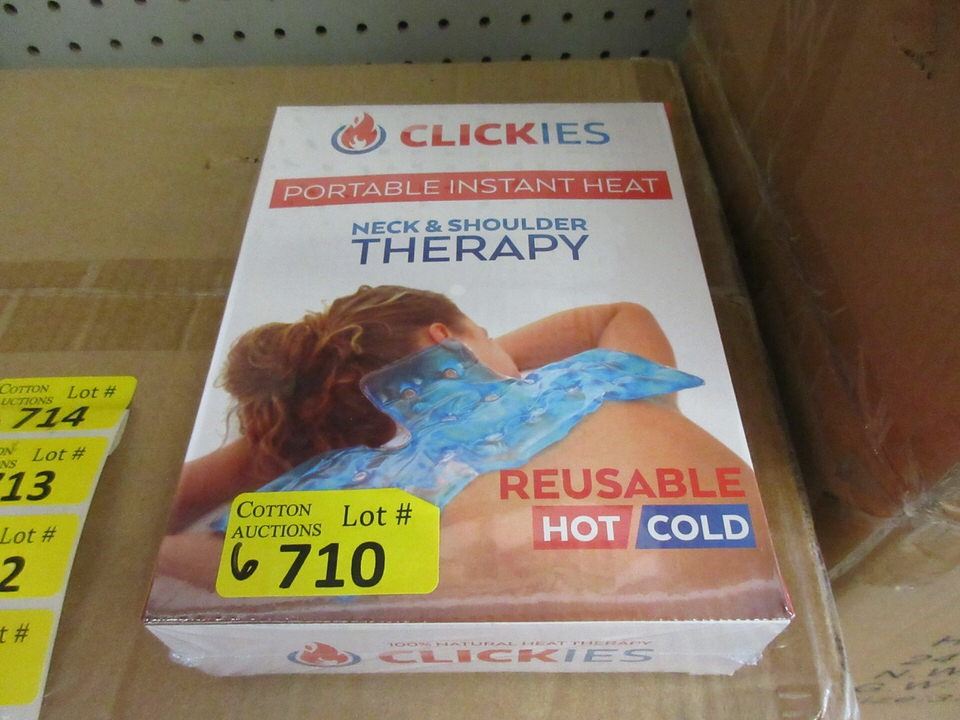 CLICKIES
PORTABLE INSTANT HEAT
NECK & SHOULDER
THERAPY
REUSABLE
HOT COLD
COTTON
AUCTIONS
Lot #
6 710
100% NATURAL HEAT THERAPY
CLICKIES
COTTON
AUCTIONS
Lot #
714
Lot #
13
Lot #
2
t #